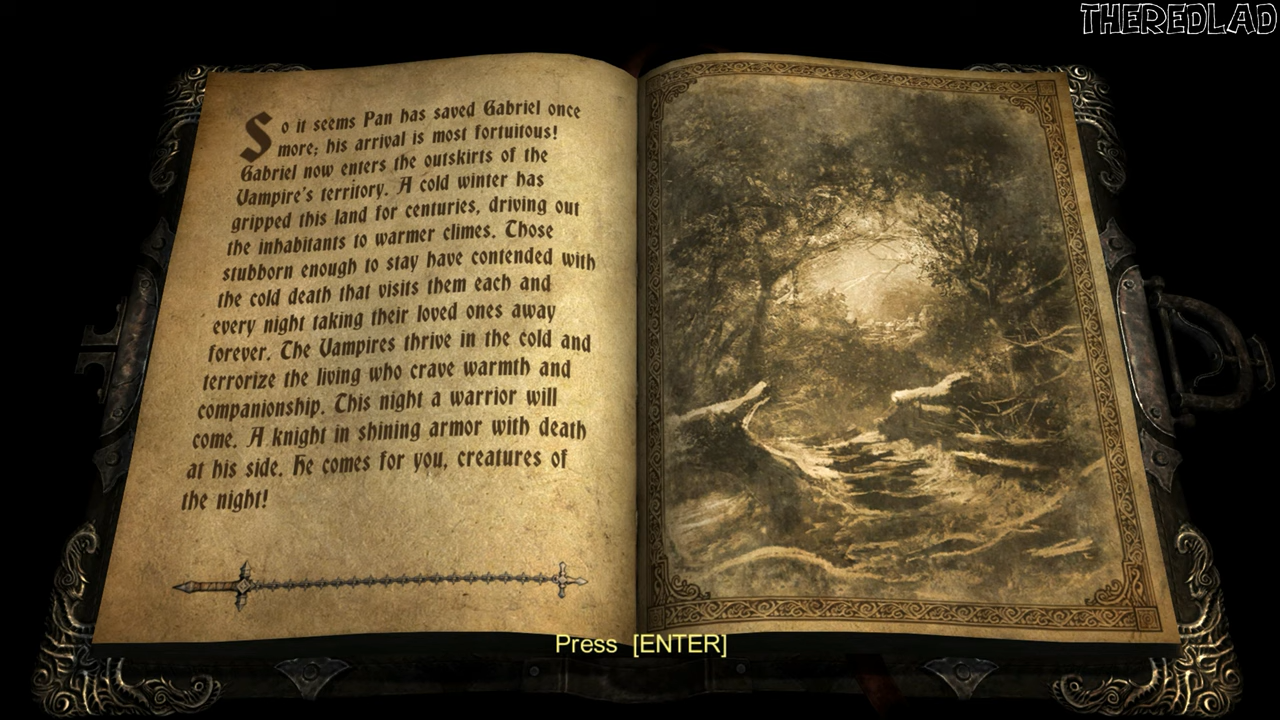 THEREDLAD
So it seems Pan has saved Gabriel once
more; his arrival is most fortuitous!
Gabriel now enters the outskirts of the
Vampire's territory. A cold winter has
gripped this land for centuries, driving out
the inhabitants to warmer climes. Those
stubborn enough to stay have contended with
the cold death that visits them each and
every night taking their loved ones away
forever. The Vampires thrive in the cold and
terrorize the living who crave warmth and
companionship. This night a warrior will
come. A knight in shining armor with death
at his side. He comes for you, creatures of
the night!
Press [ENTER]